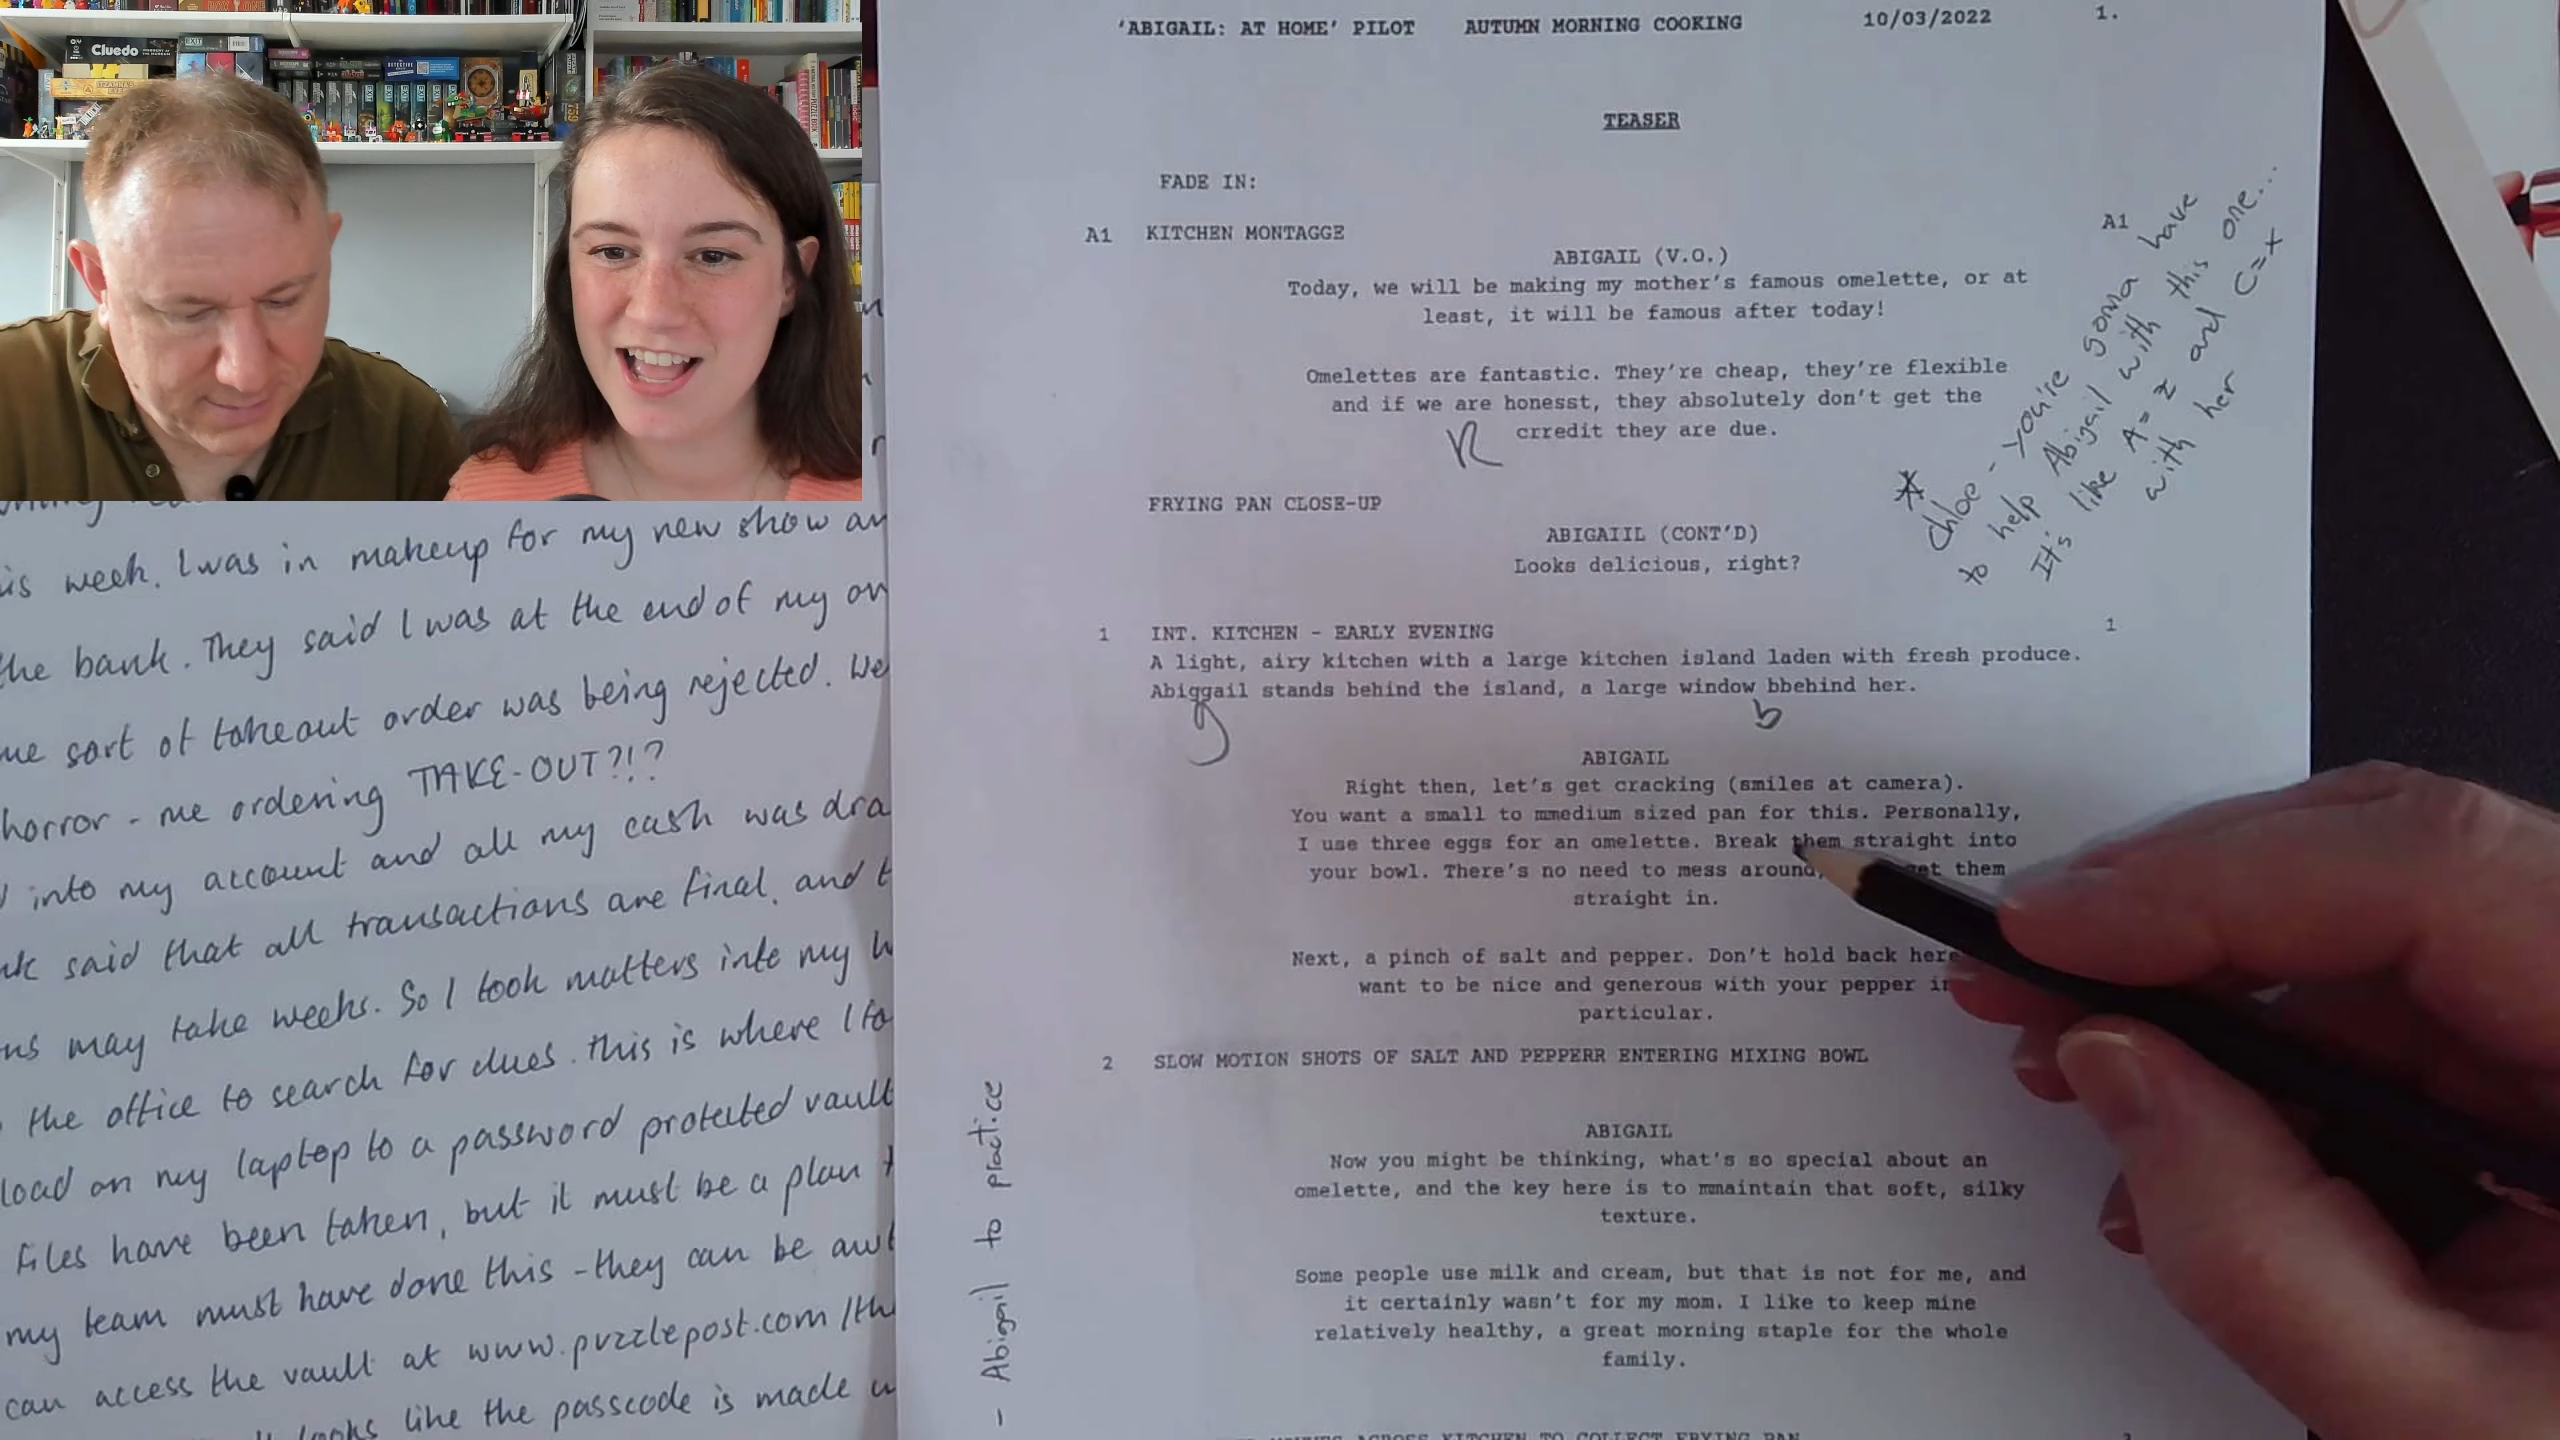 Cluedo
EXIT
'ABIGAIL: AT HOME' PILOT AUTUMN MORNING COOKING 10/03/2022 1.
TEASER
FADE IN:
A1 KITCHEN MONTAGGE A1
ABIGAIL (V.O.)
Today, we will be making my mother's famous omelette, or at
least, it will be famous after today!
Omelettes are fantastic. They're cheap, they're flexible
and if we are honesst, they absolutely don't get the
crredit they are due.
R
FRYING PAN CLOSE-UP
ABIGAIIL (CONT'D)
Looks delicious, right?
* Chloe - you're gonna have
to help Abigail with this one...
It's like A = z and C=x
with her
1 INT. KITCHEN - EARLY EVENING 1
A light, airy kitchen with a large kitchen island laden with fresh produce.
Abiggail stands behind the island, a large window bbehind her.
g b
ABIGAIL
Right then, let's get cracking (smiles at camera).
You want a small to mmedium sized pan for this. Personally,
I use three eggs for an omelette. Break them straight into
your bowl. There's no need to mess around, get them
straight in.
Next, a pinch of salt and pepper. Don't hold back here
want to be nice and generous with your pepper in
particular.
2 SLOW MOTION SHOTS OF SALT AND PEPPERR ENTERING MIXING BOWL
ABIGAIL
Now you might be thinking, what's so special about an
omelette, and the key here is to mmaintain that soft, silky
texture.
Some people use milk and cream, but that is not for me, and
it certainly wasn't for my mom. I like to keep mine
relatively healthy, a great morning staple for the whole
family.
ACROSS KITCHEN TO COLLECT FRYING PAN
- Abigail to practice
is week. I was in makeup for my new show an
the bank. They said I was at the end of my ov
me sort of takeout order was being rejected. We
horror - me ordering TAKE-OUT?!?
into my account and all my cash was dra
said that all transactions are final, and t
ns may take weeks. So I took matters into my h
the office to search for clues. this is where I fo
load on my laptop to a password protected vault
files have been taken, but it must be a plan t
my team must have done this - they can be awf
can access the vault at www.puzzlepost.com/th
looks like the passcode is made u